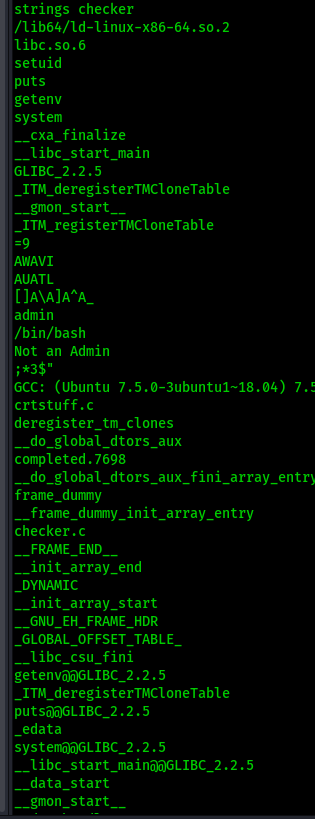 strings checker
/lib64/ld-linux-x86-64.so.2
libc.so.6
setuid
puts
getenv
system
__cxa_finalize
__libc_start_main
GLIBC_2.2.5
_ITM_deregisterTMCloneTable
__gmon_start__
_ITM_registerTMCloneTable
=9
AWAVI
AUATL
[]A\A]A^A_
admin
/bin/bash
Not an Admin
;*3$"
GCC: (Ubuntu 7.5.0-3ubuntu1~18.04) 7.5
crtstuff.c
deregister_tm_clones
__do_global_dtors_aux
completed.7698
__do_global_dtors_aux_fini_array_entry
frame_dummy
__frame_dummy_init_array_entry
checker.c
__FRAME_END__
__init_array_end
_DYNAMIC
__init_array_start
__GNU_EH_FRAME_HDR
_GLOBAL_OFFSET_TABLE_
__libc_csu_fini
getenv@@GLIBC_2.2.5
_ITM_deregisterTMCloneTable
puts@@GLIBC_2.2.5
_edata
system@@GLIBC_2.2.5
__libc_start_main@@GLIBC_2.2.5
__data_start
__gmon_start__